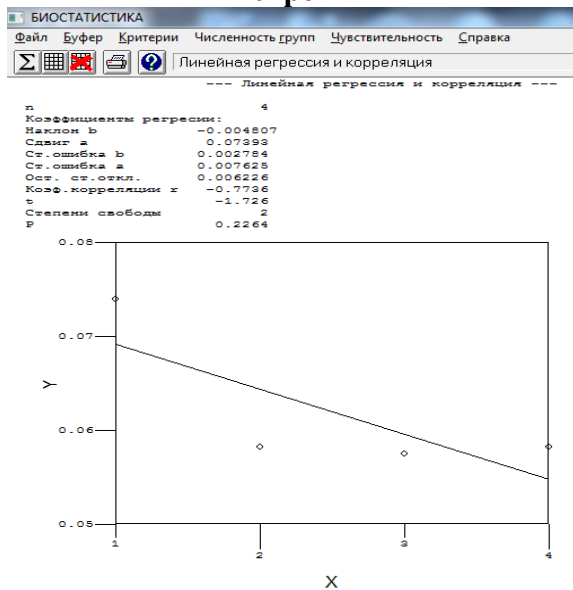 БИОСТАТИСТИКА
Файл Буфер Критерии Численность групп Чувствительность Справка
Линейная регрессия и корреляция
--- Линейная регрессия и корреляция ---
n 4
Коэффициенты регресии:
Наклон b -0.004807
Сдвиг a 0.07393
Ст.ошибка b 0.002784
Ст.ошибка a 0.007625
Ост. ст.откл. 0.006226
Коэф.корреляции r -0.7736
t -1.726
Степени свободы 2
P 0.2264
0.08
0.07
Y
0.06
0.05
1 2 3 4
X